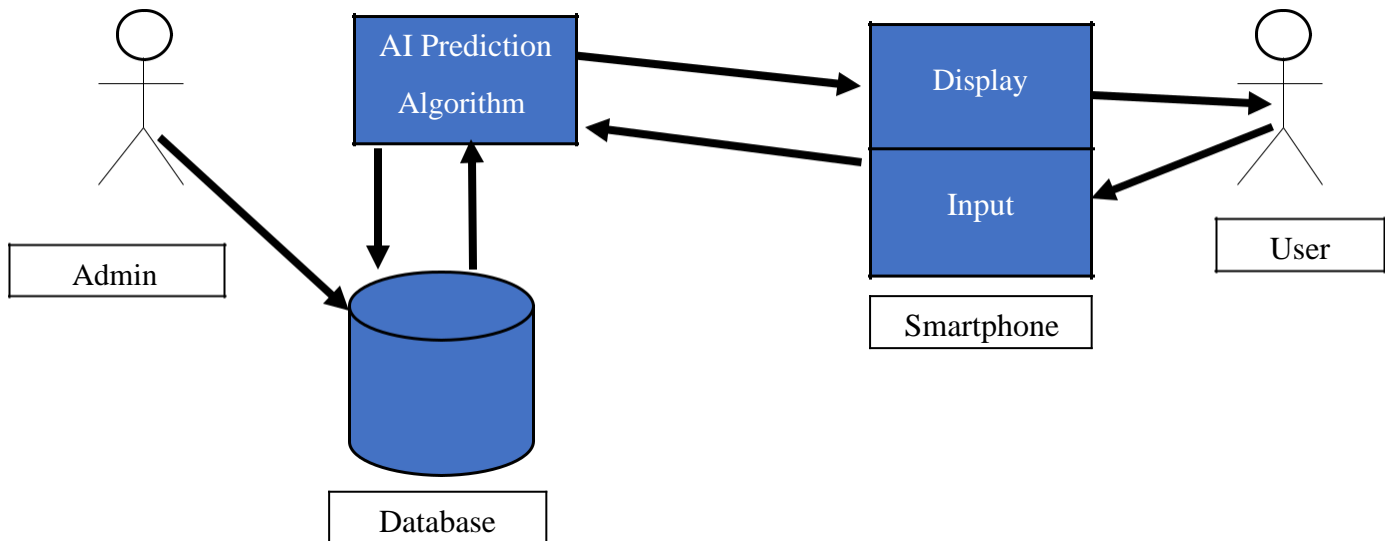 AI Prediction
Algorithm
Display
Input
Admin
User
Smartphone
Database